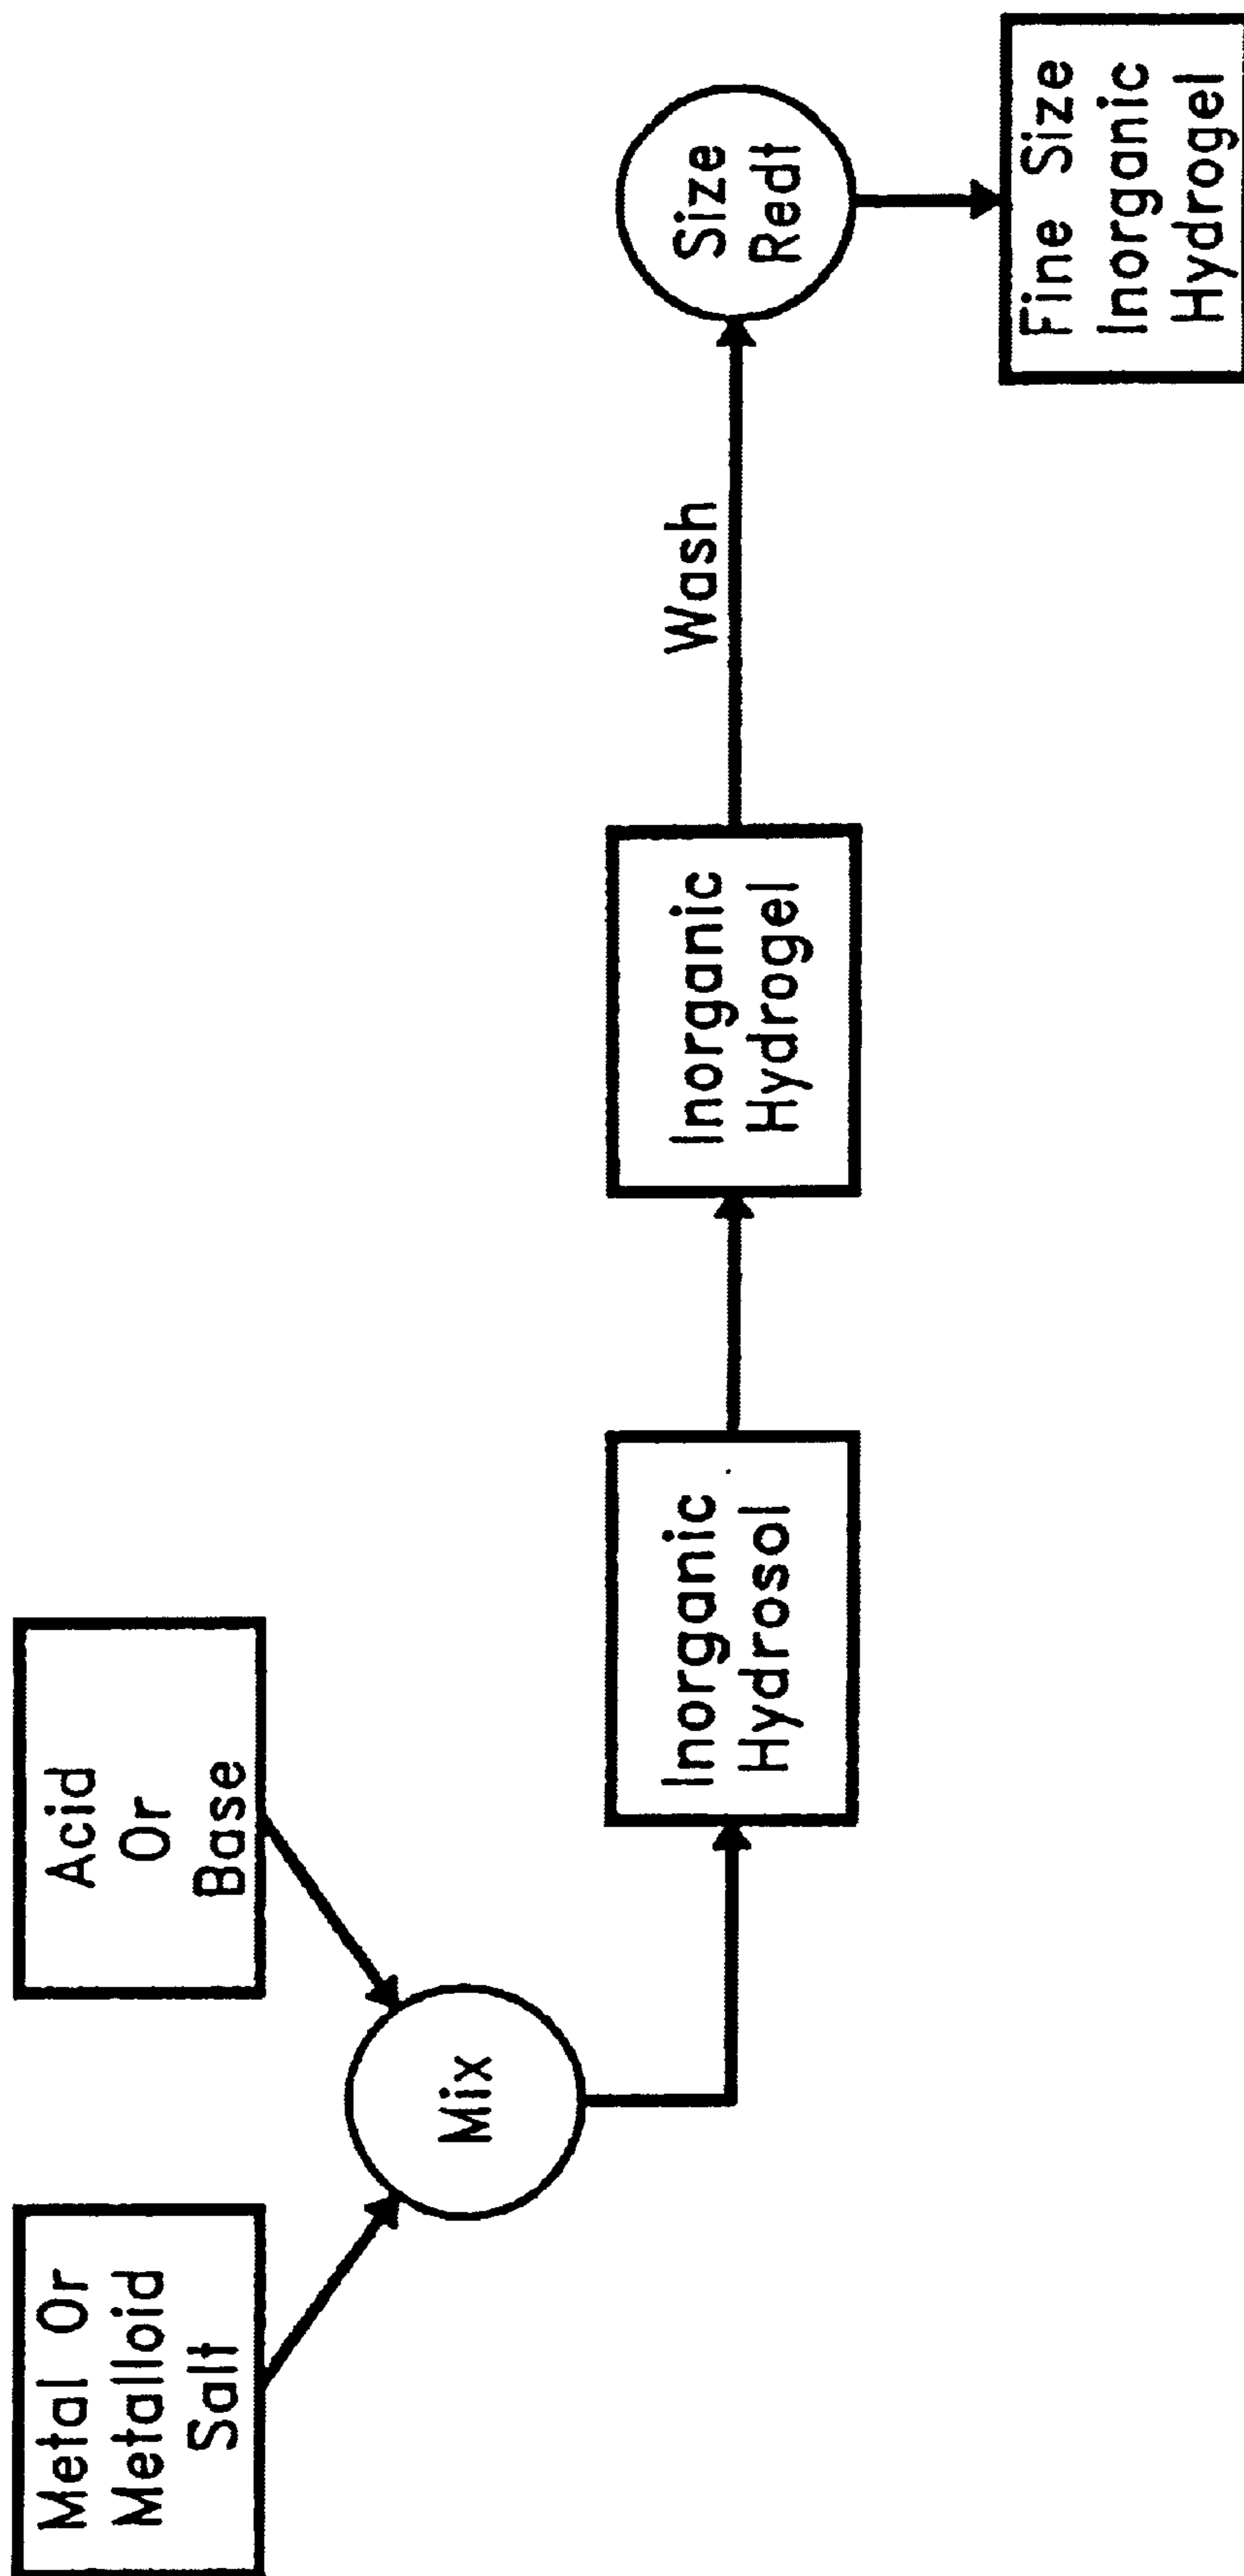 Metal Or
Metalloid
Salt
Acid
Or
Base
Mix
Inorganic
Hydrosol
Inorganic
Hydrogel
Wash
Size
Redt
Fine Size
Inorganic
Hydrogel